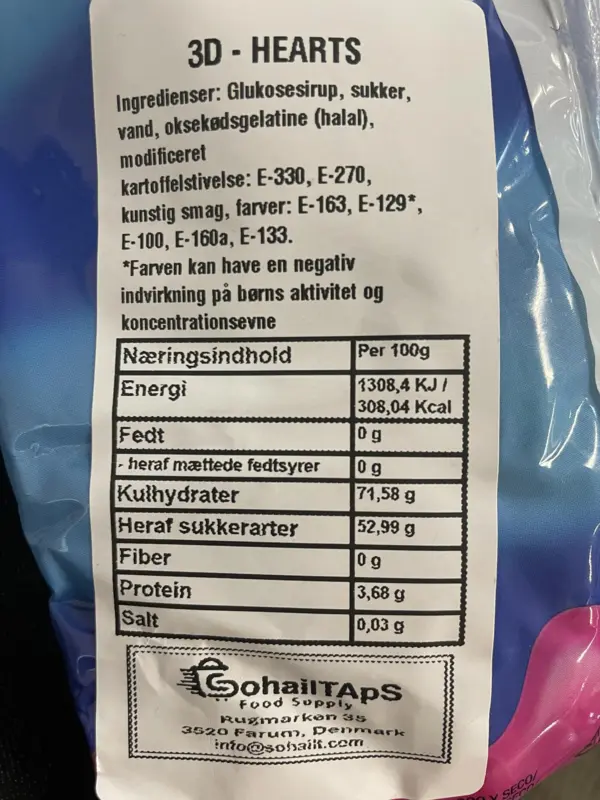 3D - HEARTS
Ingredienser: Glukosesirup, sukker,
vand, oksekødsgelatine (halal),
modificeret
kartoffelstivelse: E-330, E-270,
kunstig smag, farver: E-163, E-129*,
E-100, E-160a, E-133.
*Farven kan have en negativ
indvirkning på børns aktivitet og
koncentrationsevne
Næringsindhold Per 100g
Energi 1308,4 KJ /
308,04 Kcal
Fedt 0 g
- heraf mættede fedtsyrer 0 g
Kulhydrater 71,58 g
Heraf sukkerarter 52,99 g
Fiber 0 g
Protein 3,68 g
Salt 0,03 g
SohailTApS
Food Supply
Rugmarken 35
3520 Farum, Denmark
info@sohailt.com
Y SECO/